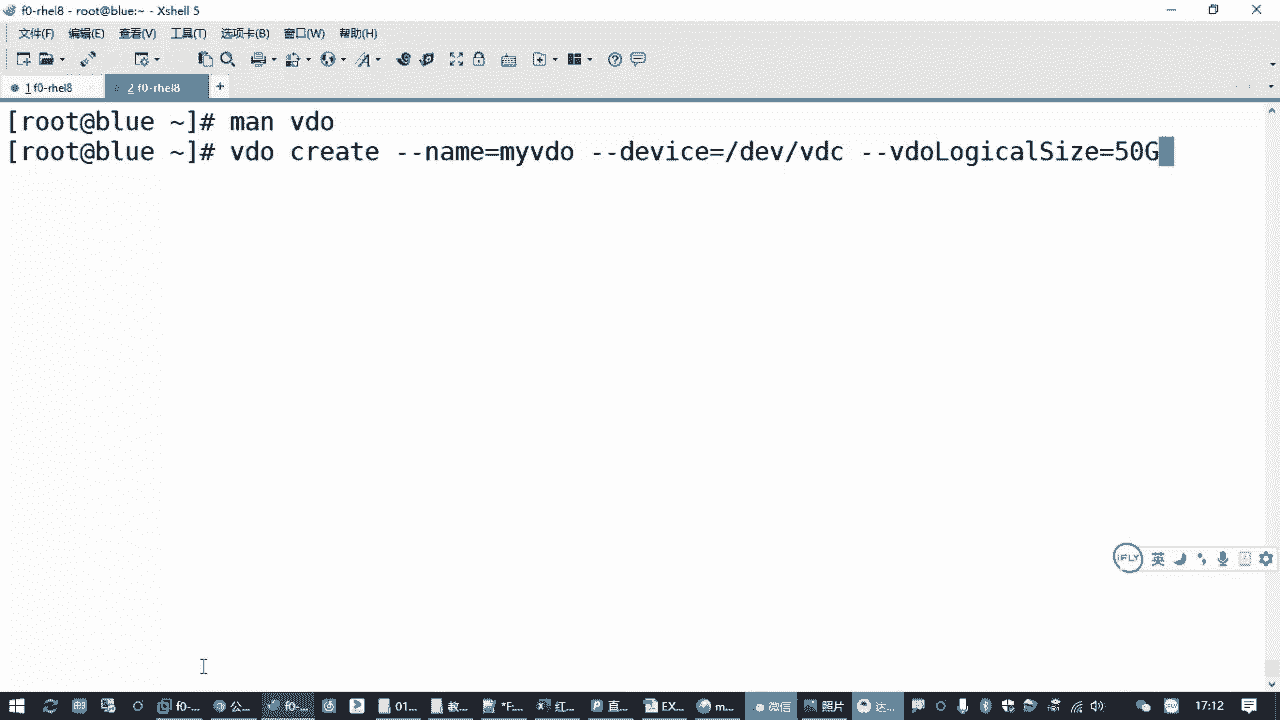 f0-rhel8 - root@blue:~ - Xshell 5
文件(F) 编辑(E) 查看(V) 工具(T) 选项卡(B) 窗口(W) 帮助(H)
1 f0-rhel8 2 f0-rhel8 +
[root@blue ~]# man vdo
[root@blue ~]# vdo create --name=myvdo --device=/dev/vdc --vdoLogicalSize=50G
iFLY 英
f0-... 公... f0-... 01... 教... *F... 红... 直... EX... m... 微信 照片 达... 17:12